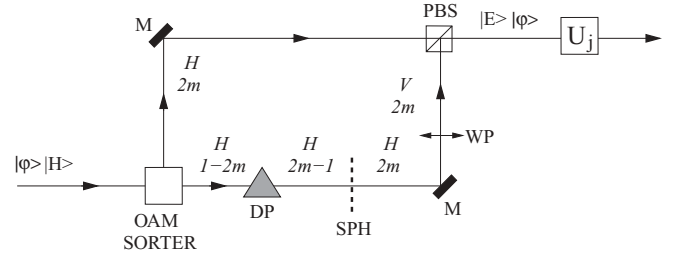 M
PBS
|E> |φ>
U_j
H
2m
V
2m
|φ>|H>
H
1−2m
H
2m−1
H
2m
WP
OAM
SORTER
DP
SPH
M